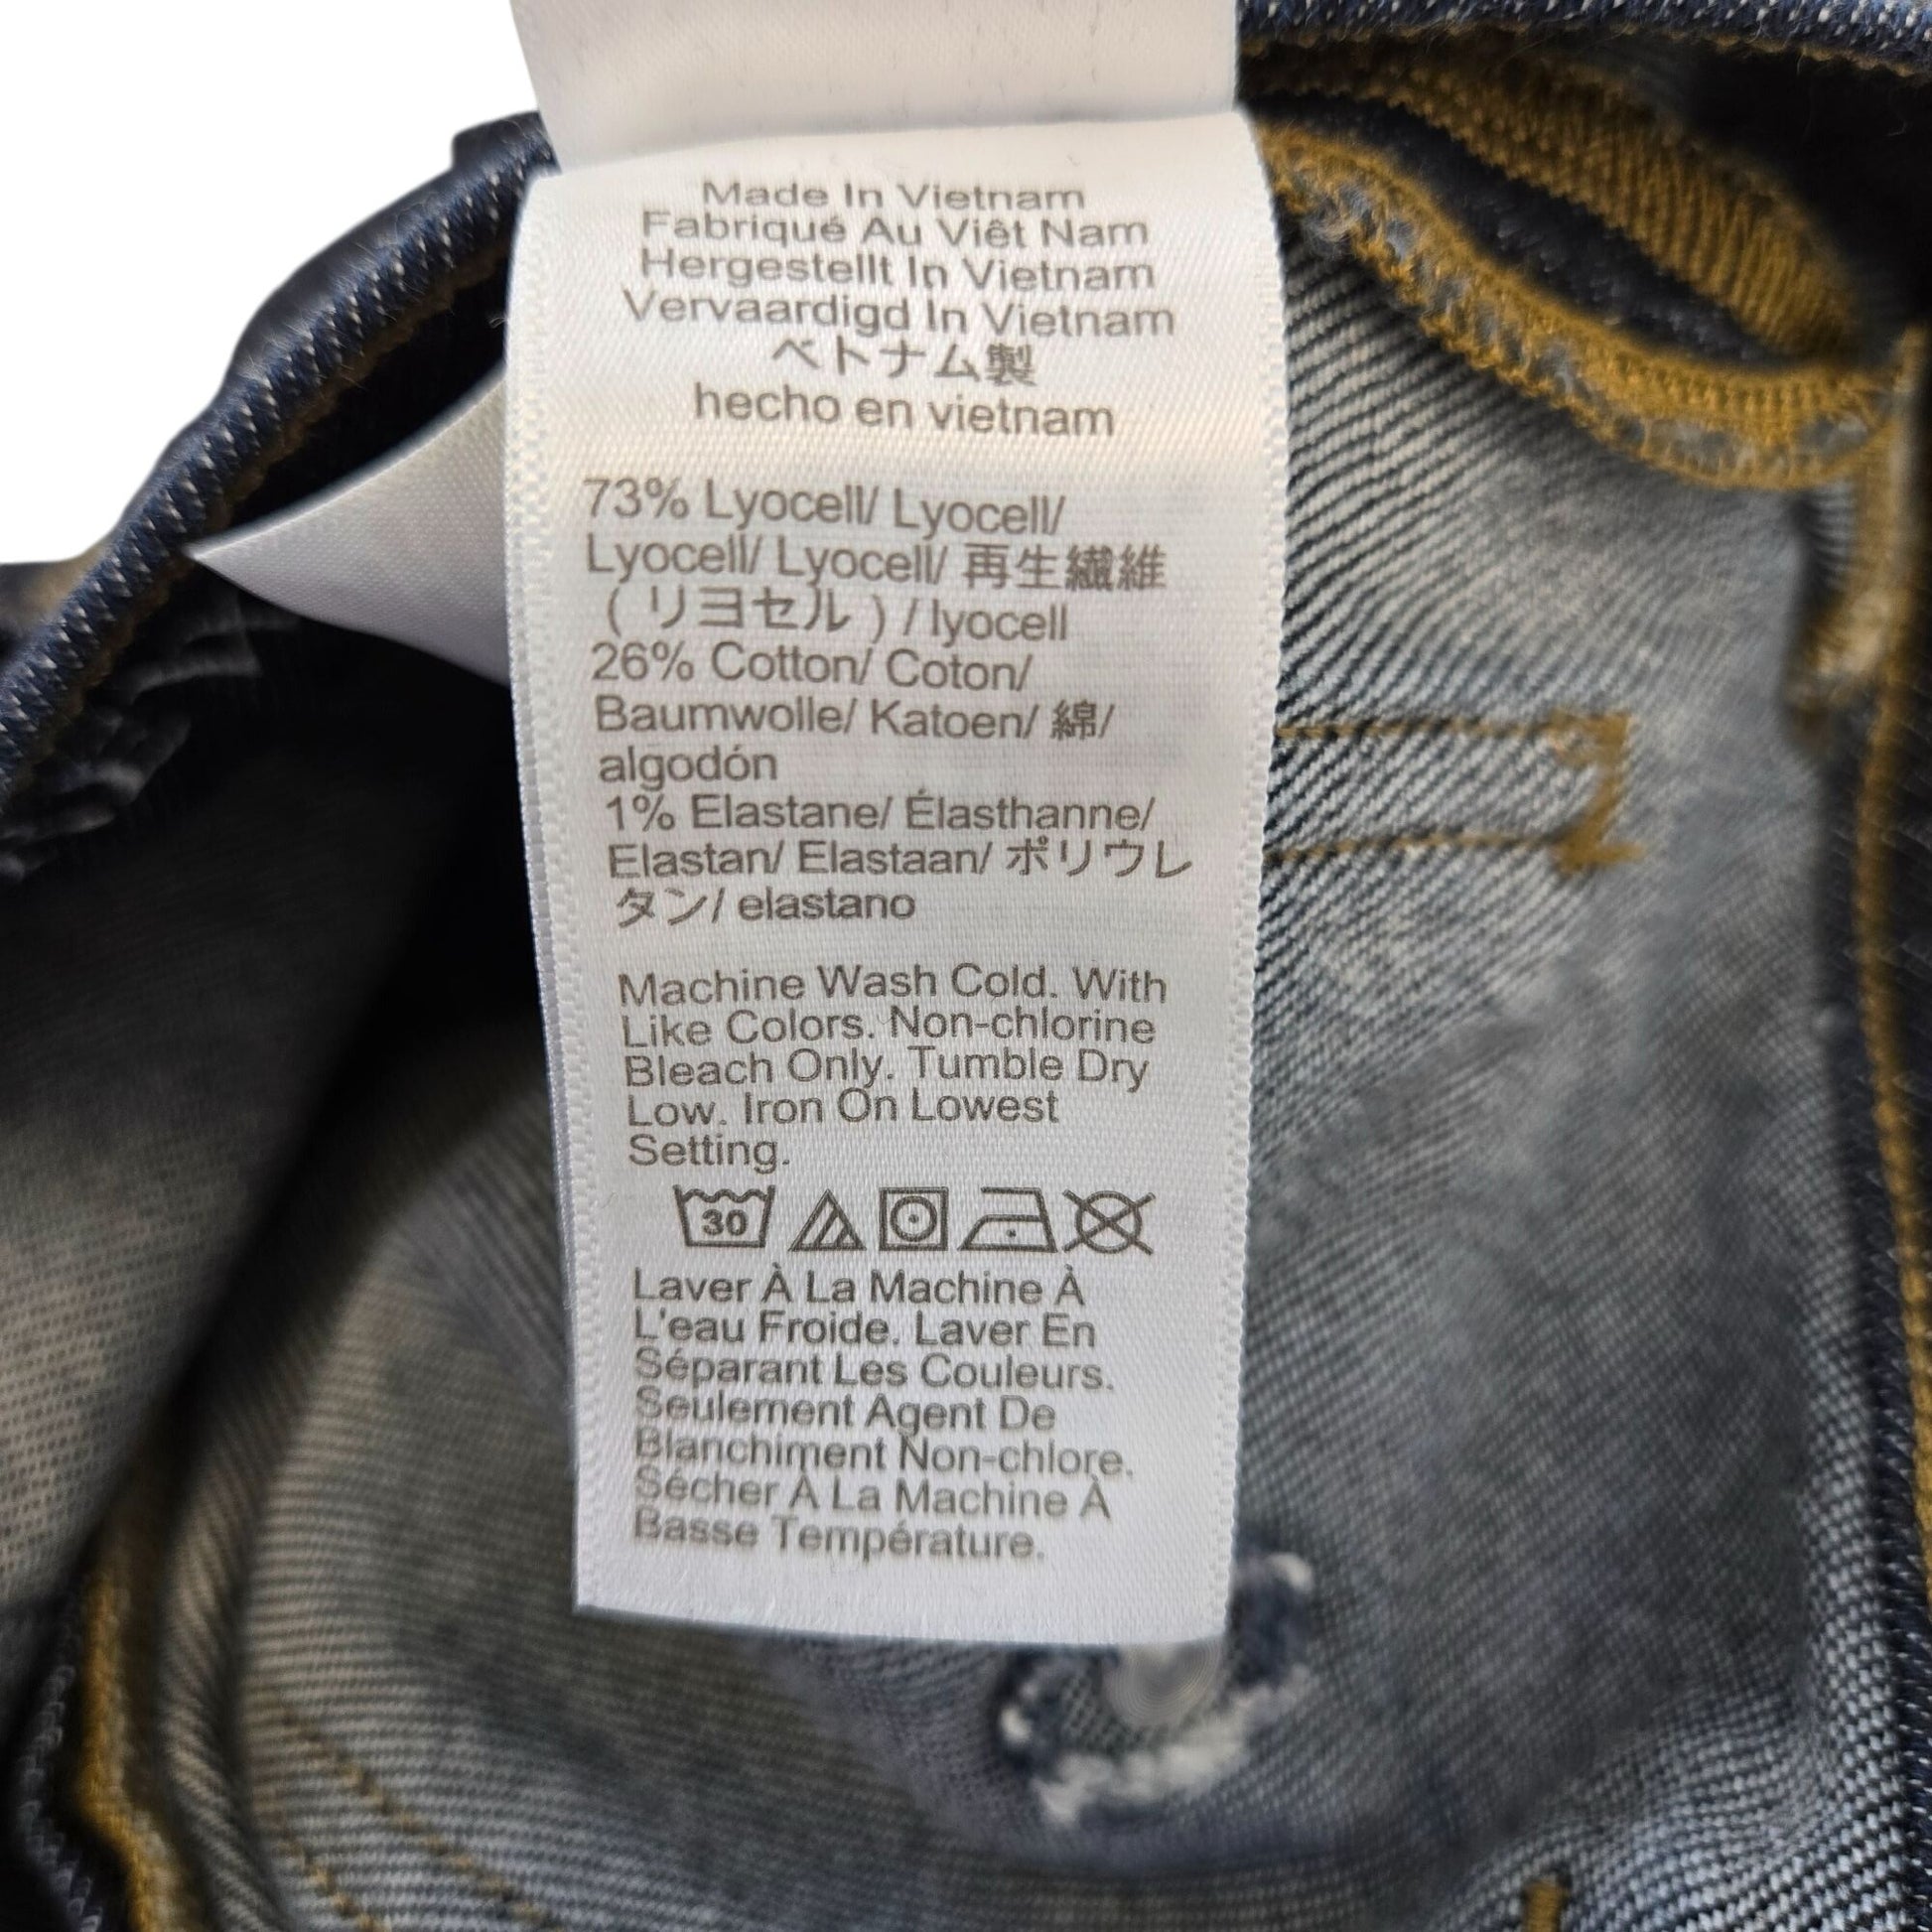 Made In Vietnam
Fabriqué Au Viêt Nam
Hergestellt In Vietnam
Vervaardigd In Vietnam
ベトナム製
hecho en vietnam
73% Lyocell/ Lyocell/
Lyocell/ Lyocell/ 再生繊維
(リヨセル) / lyocell
26% Cotton/ Coton/
Baumwolle/ Katoen/ 綿/
algodón
1% Elastane/ Élasthanne/
Elastan/ Elastaan/ ポリウレ
タン/ elastano
Machine Wash Cold. With
Like Colors. Non-chlorine
Bleach Only. Tumble Dry
Low. Iron On Lowest
Setting.
30
Laver À La Machine À
L'eau Froide. Laver En
Séparant Les Couleurs.
Seulement Agent De
Blanchiment Non-chlore.
Sécher À La Machine À
Basse Température.